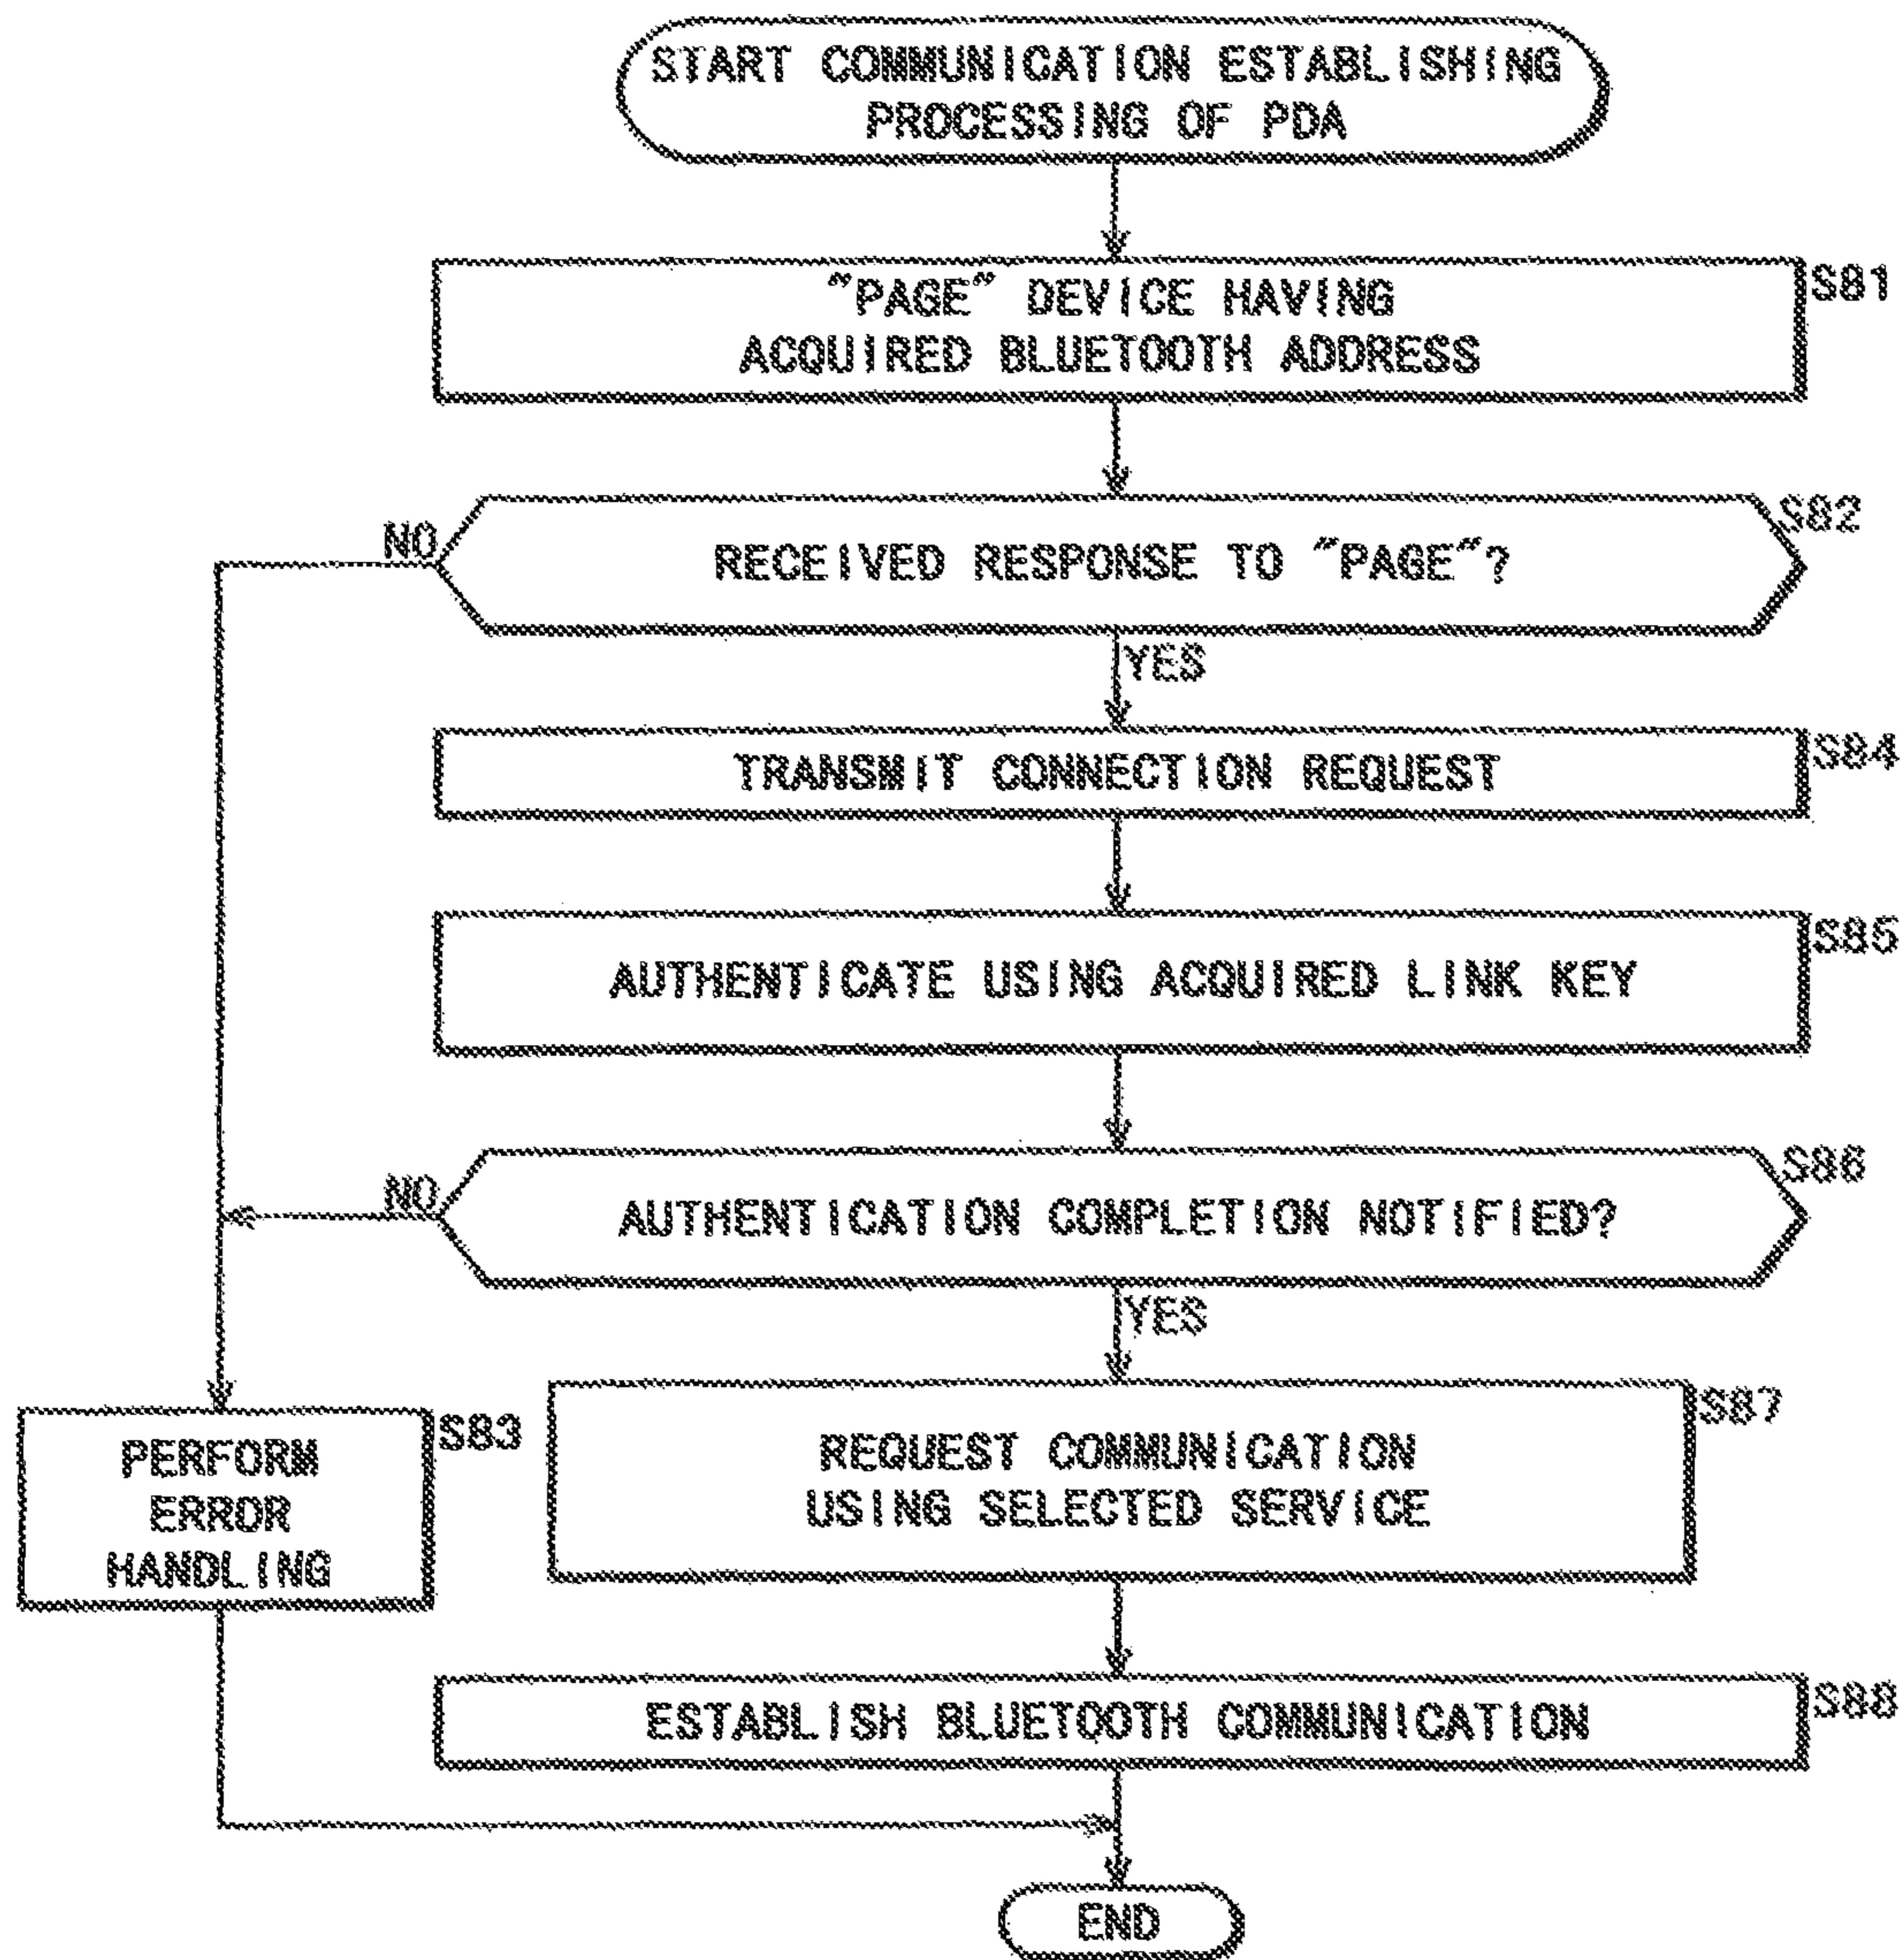 START COMMUNICATION ESTABLISHING
PROCESSING OF PDA
"PAGE" DEVICE HAVING
ACQUIRED BLUETOOTH ADDRESS
S81
RECEIVED RESPONSE TO "PAGE"?
S82
NO
YES
TRANSMIT CONNECTION REQUEST
S84
AUTHENTICATE USING ACQUIRED LINK KEY
S85
AUTHENTICATION COMPLETION NOTIFIED?
S86
NO
YES
PERFORM
ERROR
HANDLING
S83
REQUEST COMMUNICATION
USING SELECTED SERVICE
S87
ESTABLISH BLUETOOTH COMMUNICATION
S88
END